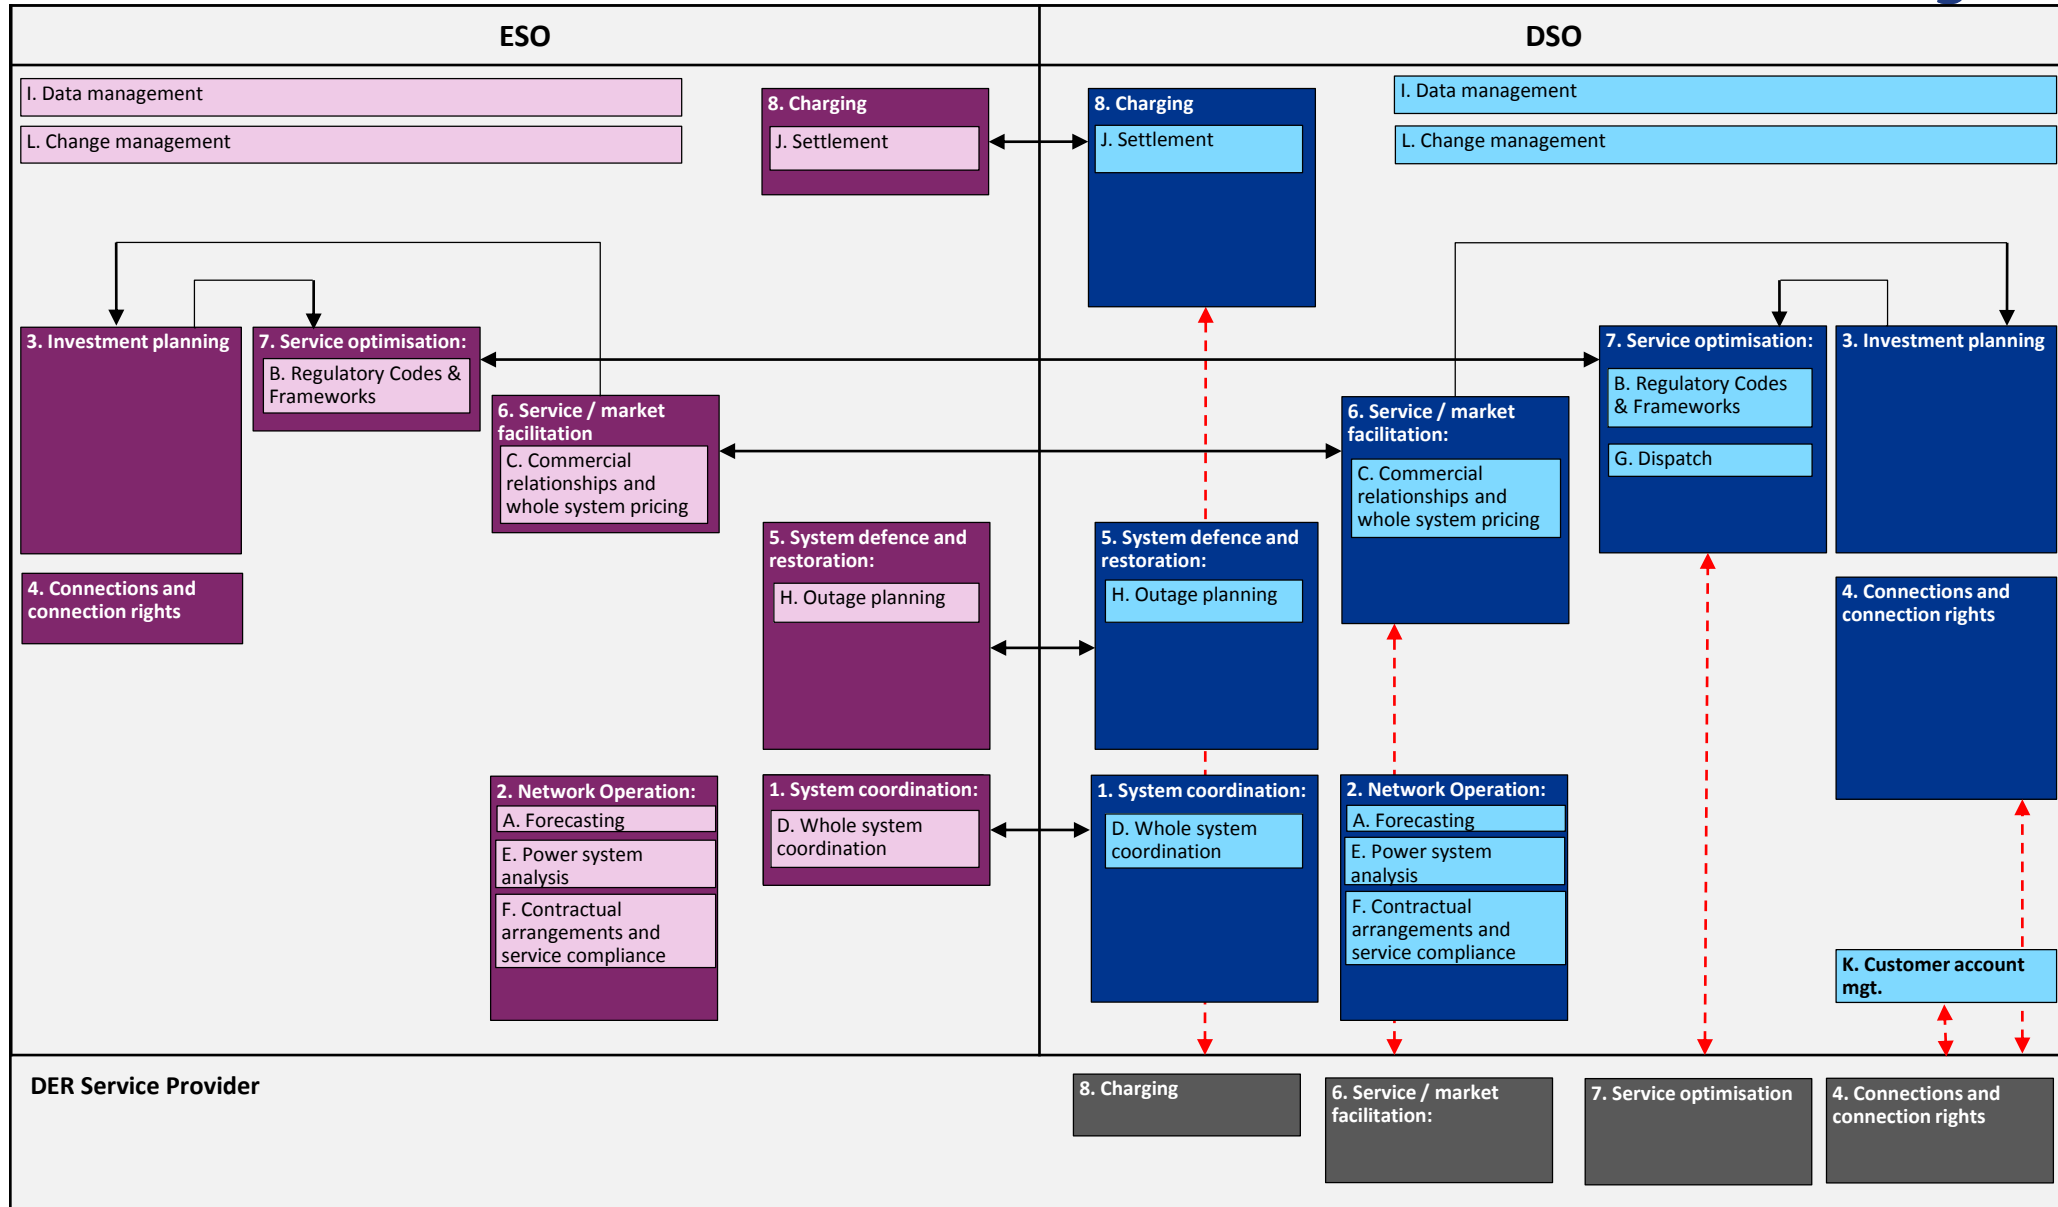 ESO
DSO
I. Data management
L. Change management
8. Charging
J. Settlement
8. Charging
J. Settlement
I. Data management
L. Change management
3. Investment planning
7. Service optimisation:
B. Regulatory Codes &
Frameworks
6. Service / market
facilitation
C. Commercial
relationships and
whole system pricing
4. Connections and
connection rights
5. System defence and
restoration:
H. Outage planning
2. Network Operation:
A. Forecasting
E. Power system
analysis
F. Contractual
arrangements and
service compliance
1. System coordination:
D. Whole system
coordination
5. System defence and
restoration:
H. Outage planning
1. System coordination:
D. Whole system
coordination
6. Service / market
facilitation:
C. Commercial
relationships and
whole system pricing
2. Network Operation:
A. Forecasting
E. Power system
analysis
F. Contractual
arrangements and
service compliance
7. Service optimisation:
B. Regulatory Codes
& Frameworks
G. Dispatch
3. Investment planning
4. Connections and
connection rights
K. Customer account
mgt.
DER Service Provider
8. Charging
6. Service / market
facilitation:
7. Service optimisation
4. Connections and
connection rights